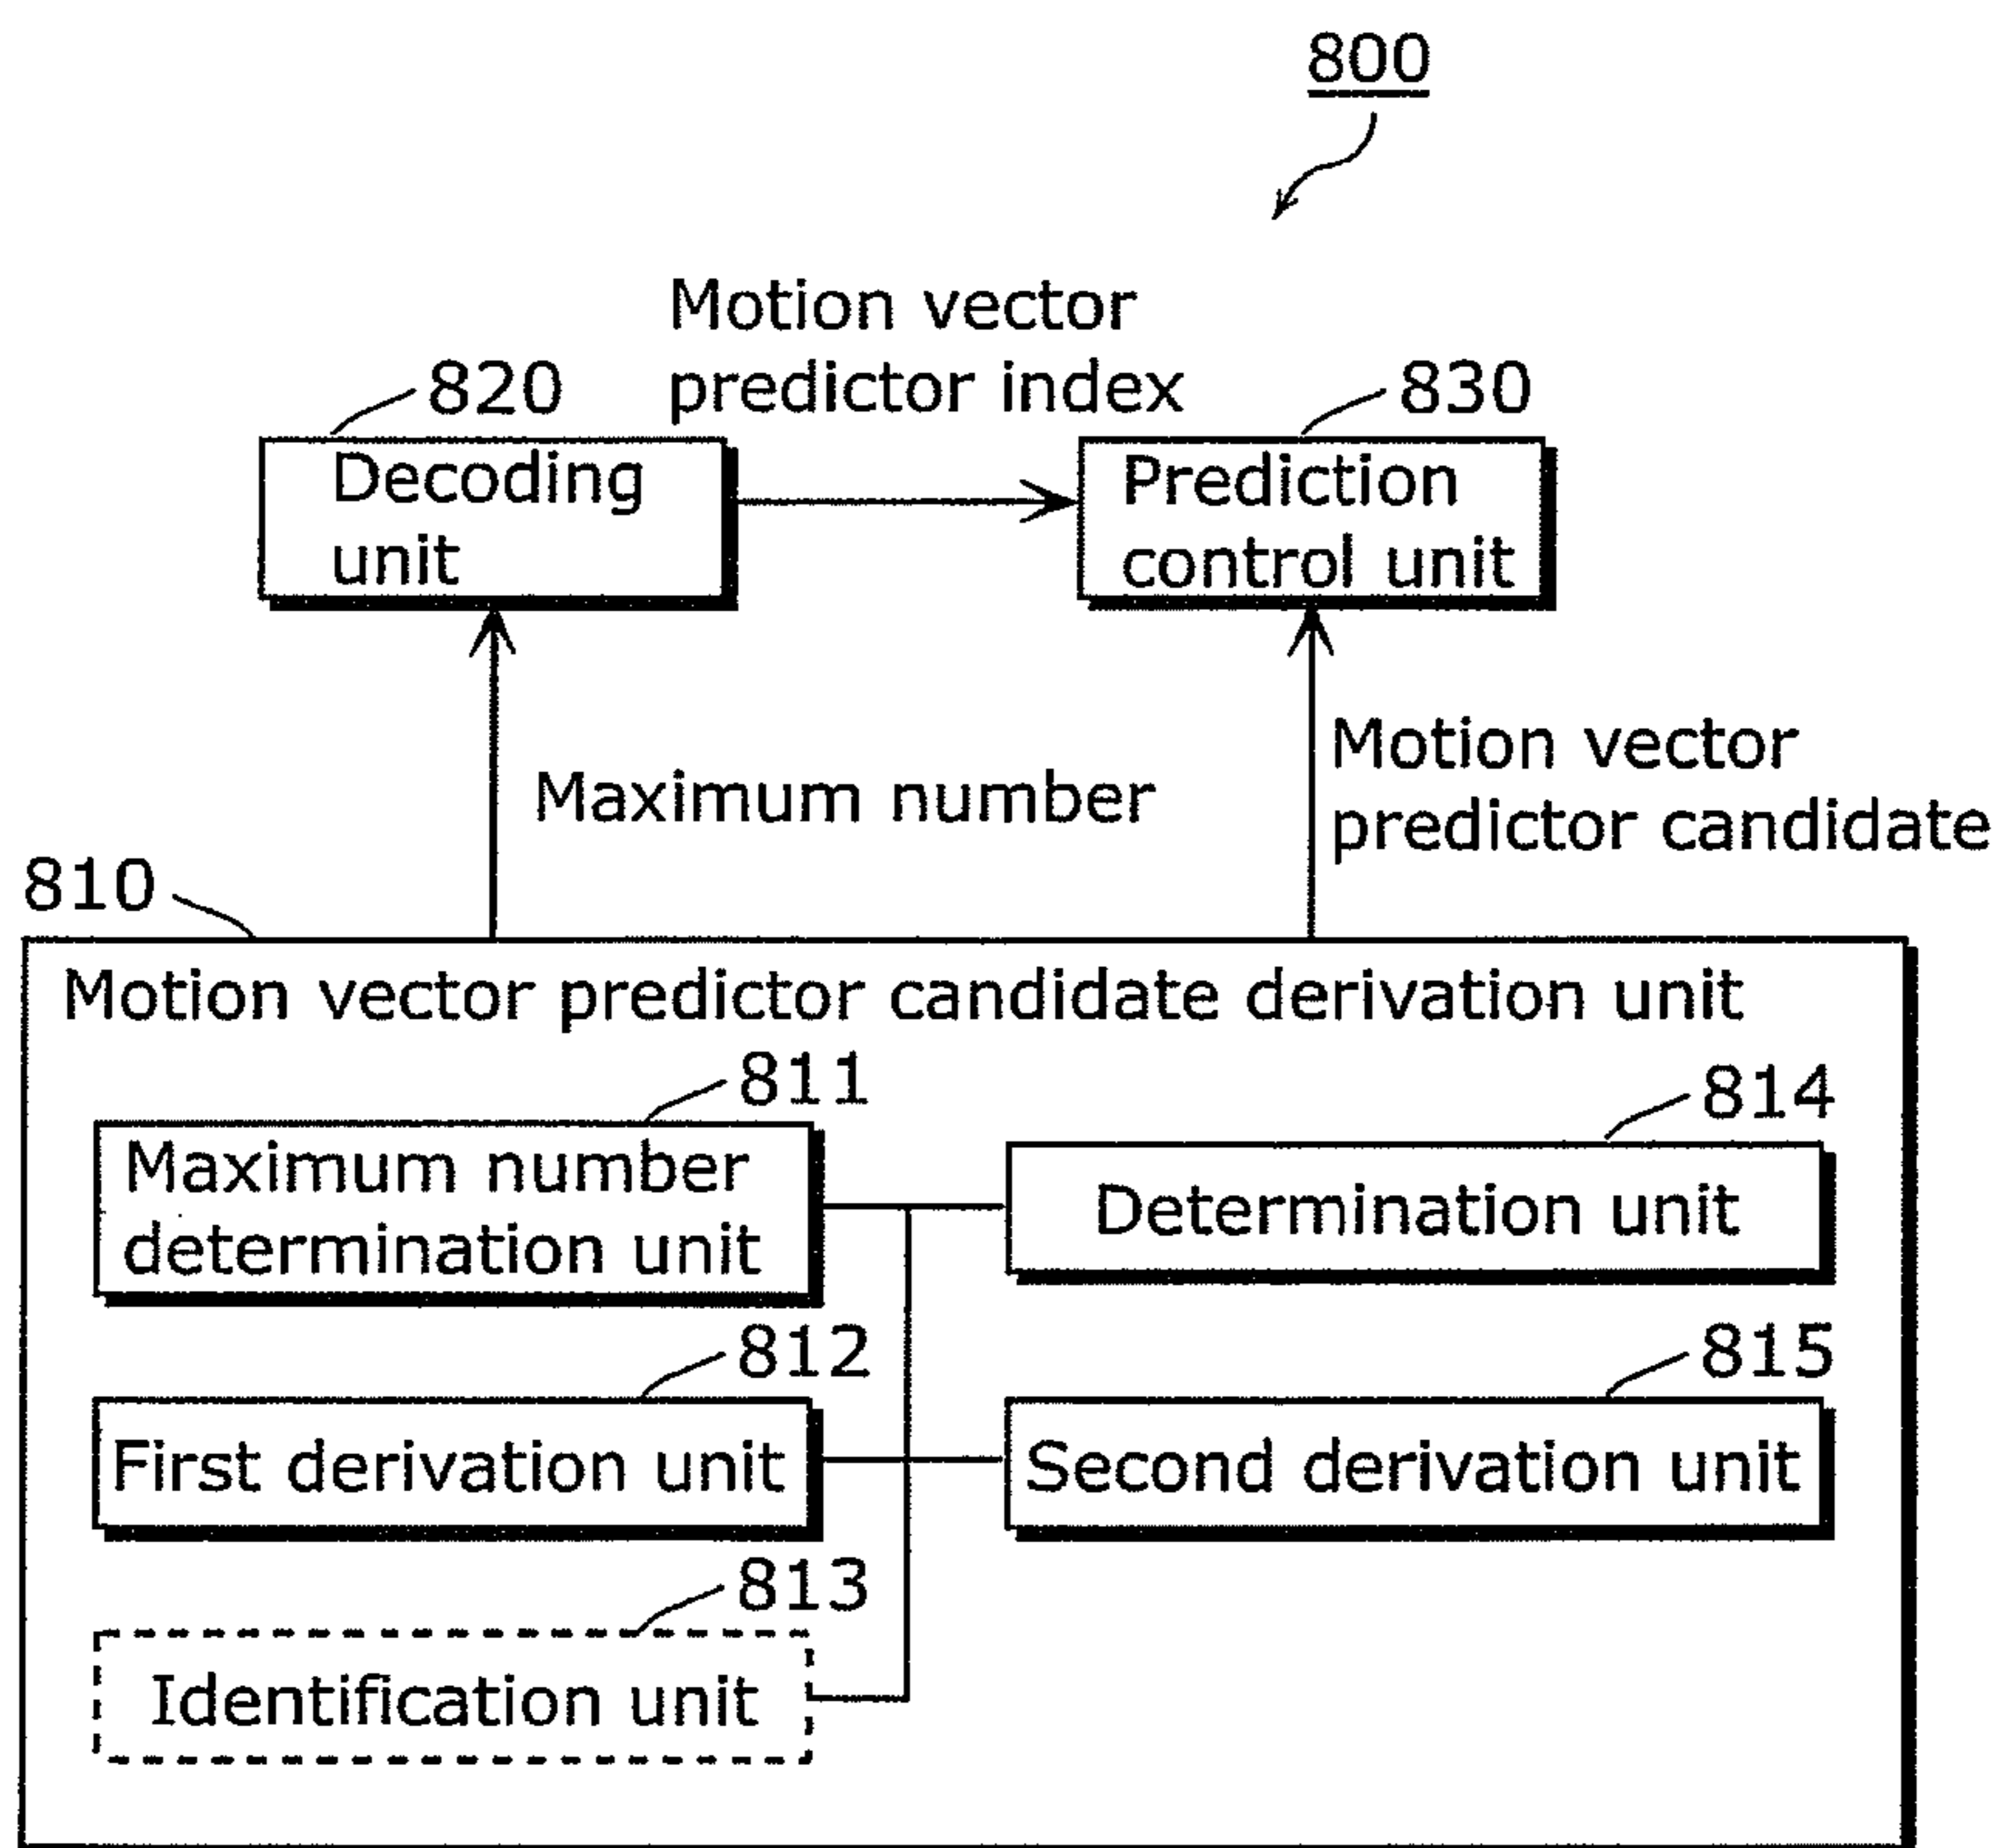 800
Motion vector
predictor index
820
830
Decoding
unit
Prediction
control unit
Maximum number
Motion vector
predictor candidate
810
Motion vector predictor candidate derivation unit
811
814
Maximum number
determination unit
Determination unit
812
815
First derivation unit
Second derivation unit
813
Identification unit